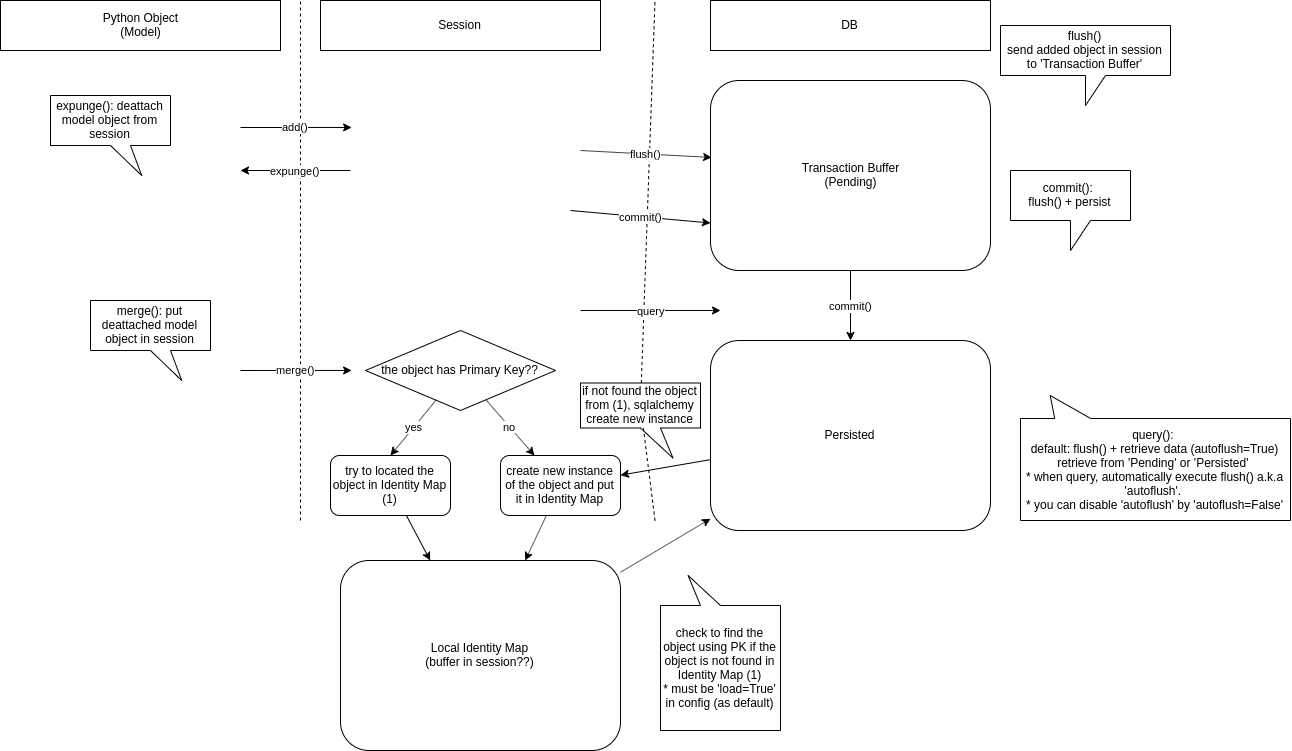 Python Object
(Model)
Session
DB
flush()
send added object in session
to 'Transaction Buffer'
expunge(): deattach
model object from
session
add()
expunge()
flush()
commit()
Transaction Buffer
(Pending)
commit():
flush() + persist
merge(): put
deattached model
object in session
query
commit()
merge()
the object has Primary Key??
yes
no
if not found the object
from (1), sqlalchemy
create new instance
Persisted
query():
default: flush() + retrieve data (autoflush=True)
retrieve from 'Pending' or 'Persisted'
* when query, automatically execute flush() a.k.a
'autoflush'.
* you can disable 'autoflush' by 'autoflush=False'
try to located the
object in Identity Map
(1)
create new instance
of the object and put
it in Identity Map
Local Identity Map
(buffer in session??)
check to find the
object using PK if the
object is not found in
Identity Map (1)
* must be 'load=True'
in config (as default)